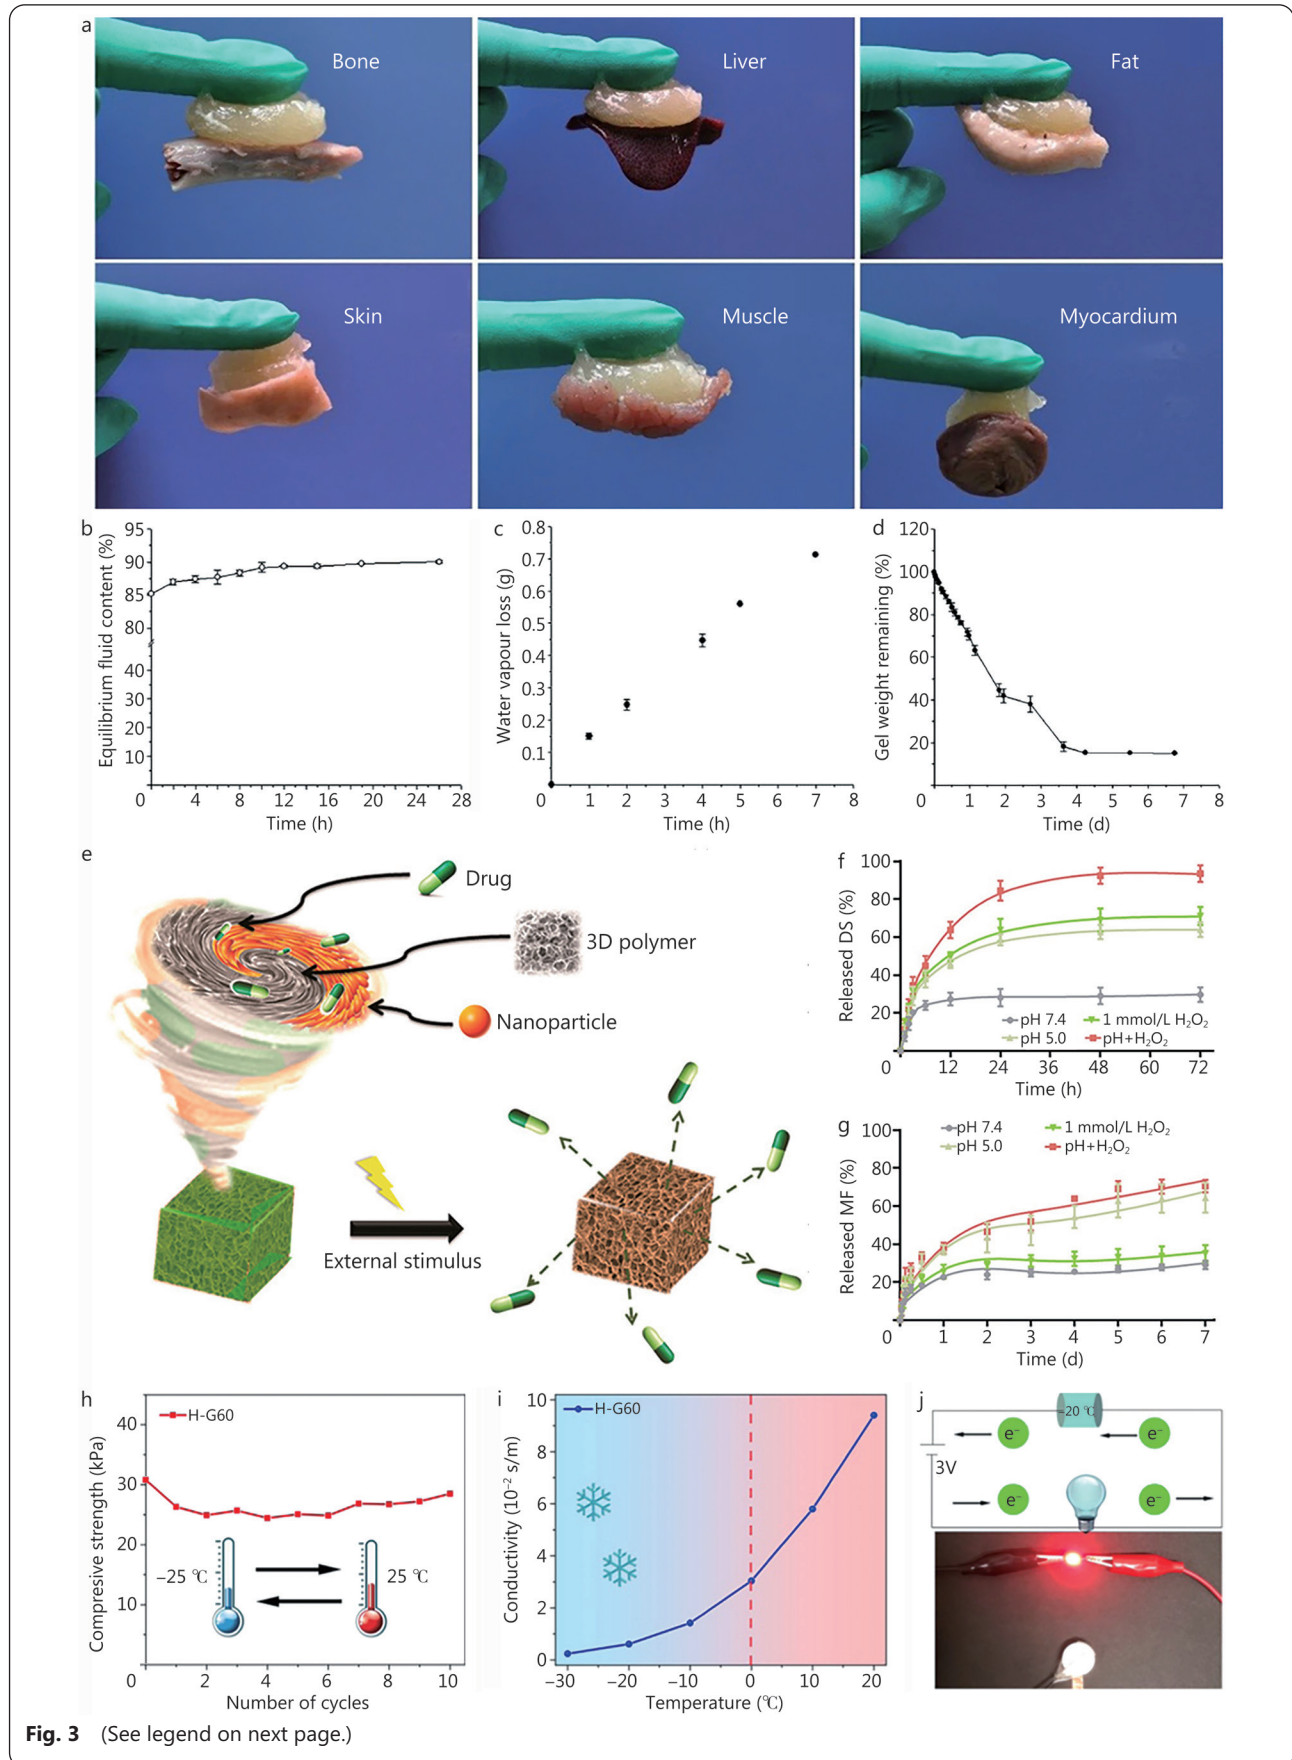 a
Bone
Liver
Fat
Skin
Muscle
Myocardium
b
Equilibrium fluid content (%)
95
90
85
80
40
30
20
10
0 4 8 12 16 20 24 28
Time (h)
c
Water vapour loss (g)
0.8
0.7
0.6
0.5
0.4
0.3
0.2
0.1
0 1 2 3 4 5 6 7 8
Time (h)
d
Gel weight remaining (%)
120
100
80
60
40
20
0 1 2 3 4 5 6 7 8
Time (d)
e
Drug
3D polymer
Nanoparticle
External stimulus
f
Released DS (%)
100
80
60
40
20
pH 7.4
1 mmol/L H₂O₂
pH 5.0
pH+H₂O₂
0 12 24 36 48 60 72
Time (h)
g
Released MF (%)
pH 7.4
1 mmol/L H₂O₂
pH 5.0
pH+H₂O₂
100
80
60
40
20
0 1 2 3 4 5 6 7
Time (d)
h
H-G60
Compresive strength (kPa)
40
30
20
10
−25 ℃
25 ℃
0 2 4 6 8 10
Number of cycles
i
H-G60
Conductivity (10⁻² s/m)
10
8
6
4
2
0
−30 −20 −10 0 10 20
Temperature (℃)
j
−20 ℃
e⁻
e⁻
3V
e⁻
e⁻
Fig. 3 (See legend on next page.)